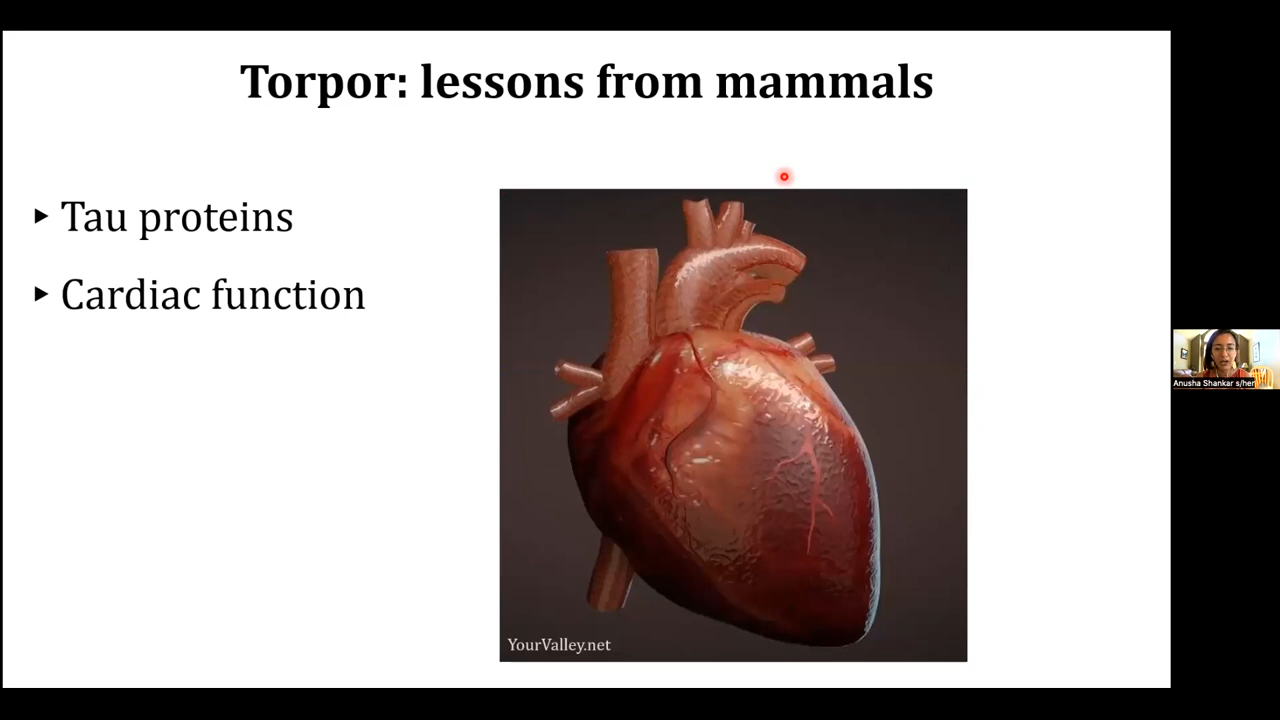 Torpor: lessons from mammals
▸ Tau proteins
▸ Cardiac function
YourValley.net
Anusha Shankar s/her